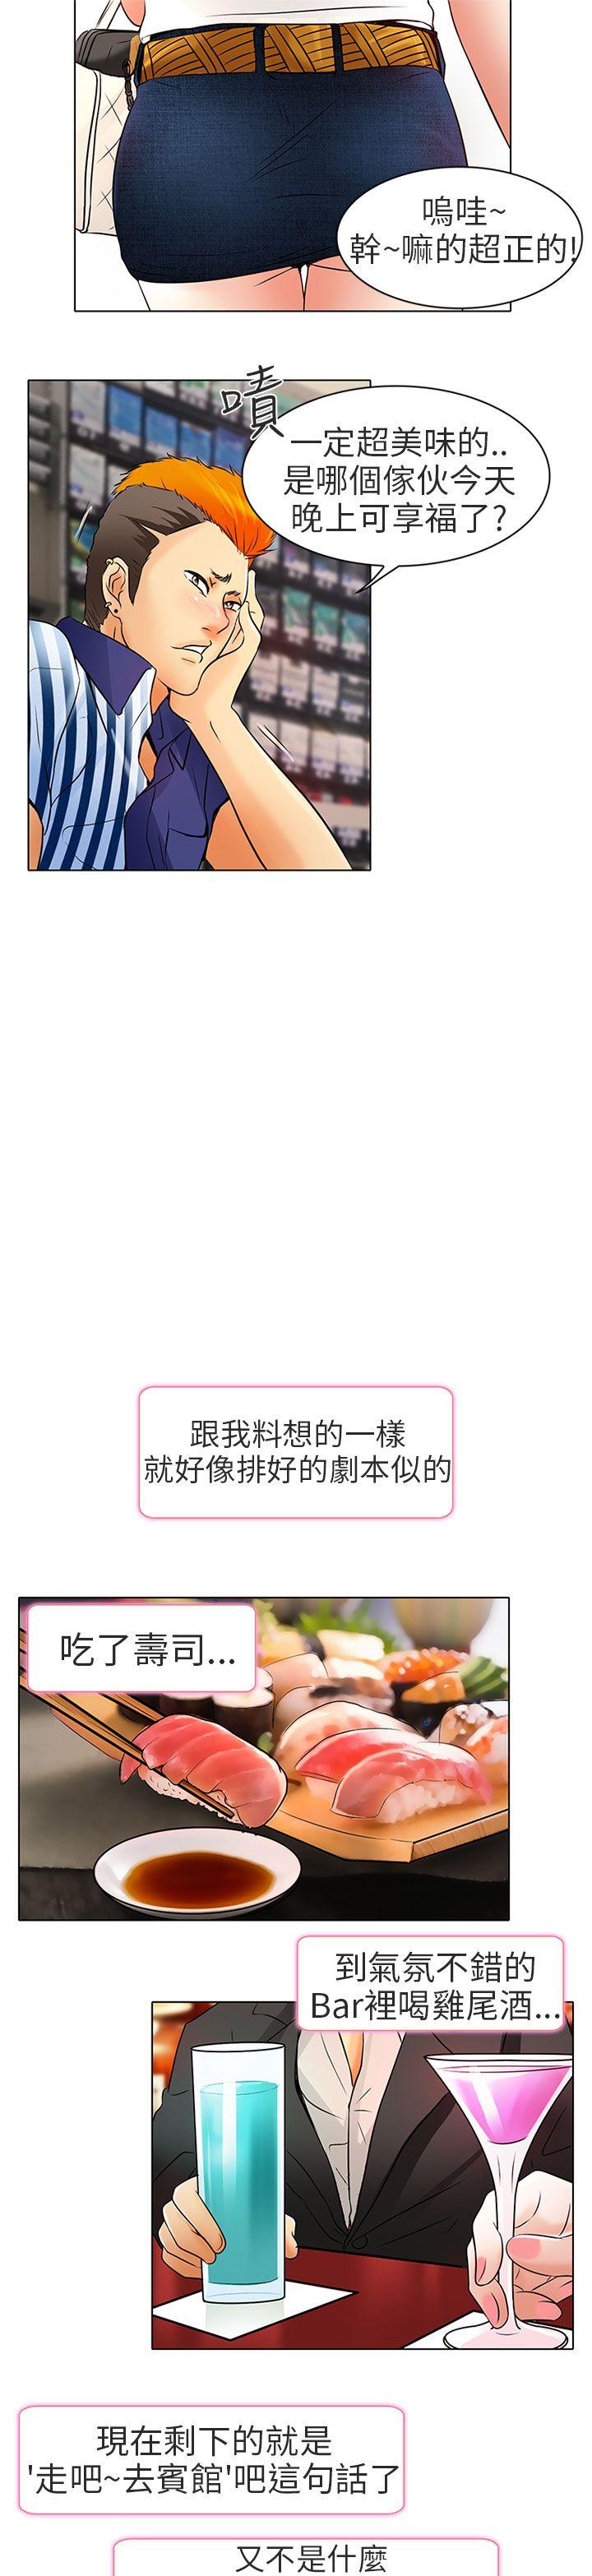 嗚哇~
幹~嘛的超正的!
嘖
一定超美味的..
是哪個傢伙今天
晚上可享福了?
跟我料想的一樣
就好像排好的劇本似的
吃了壽司...
到氣氛不錯的
Bar裡喝雞尾酒...
現在剩下的就是
'走吧~去賓館'吧這句話了
又不是什麼